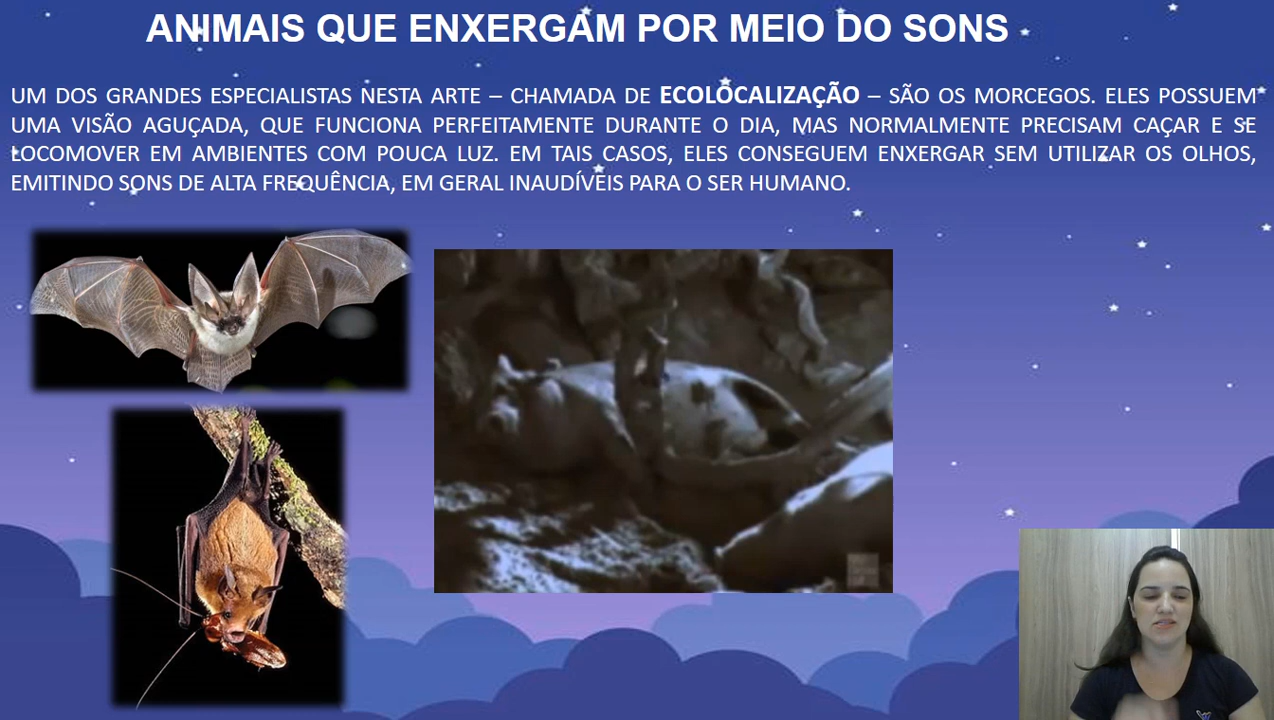 ANIMAIS QUE ENXERGAM POR MEIO DO SONS
UM DOS GRANDES ESPECIALISTAS NESTA ARTE – CHAMADA DE ECOLOCALIZAÇÃO – SÃO OS MORCEGOS. ELES POSSUEM
UMA VISÃO AGUÇADA, QUE FUNCIONA PERFEITAMENTE DURANTE O DIA, MAS NORMALMENTE PRECISAM CAÇAR E SE
LOCOMOVER EM AMBIENTES COM POUCA LUZ. EM TAIS CASOS, ELES CONSEGUEM ENXERGAR SEM UTILIZAR OS OLHOS,
EMITINDO SONS DE ALTA FREQUÊNCIA, EM GERAL INAUDÍVEIS PARA O SER HUMANO.